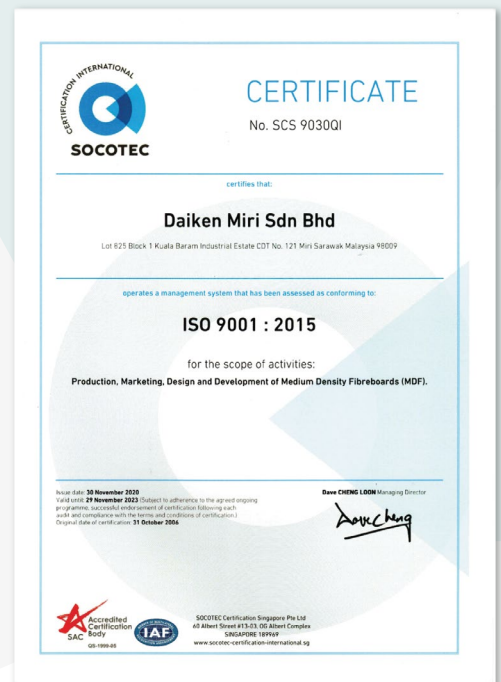 CERTIFICATION INTERNATIONAL
SOCOTEC
CERTIFICATE
No. SCS 9030QI
certifies that:
Daiken Miri Sdn Bhd
Lot 825 Block 1 Kuala Baram Industrial Estate CDT No. 121 Miri Sarawak Malaysia 98009
operates a management system that has been assessed as conforming to:
ISO 9001 : 2015
for the scope of activities:
Production, Marketing, Design and Development of Medium Density Fibreboards (MDF).
Issue date: 30 November 2020
Valid until: 29 November 2023 (Subject to adherence to the agreed ongoing
programme, successful endorsement of certification following each
audit and compliance with the terms and conditions of certification.)
Original date of certification: 31 October 2006
Dave CHENG LOON Managing Director
Dave Cheng
SAC
Accredited
Certification
Body
QS-1999-05
IAF
SOCOTEC Certification Singapore Pte Ltd
60 Albert Street #13-03, OG Albert Complex
SINGAPORE 189969
www.socotec-certification-international.sg